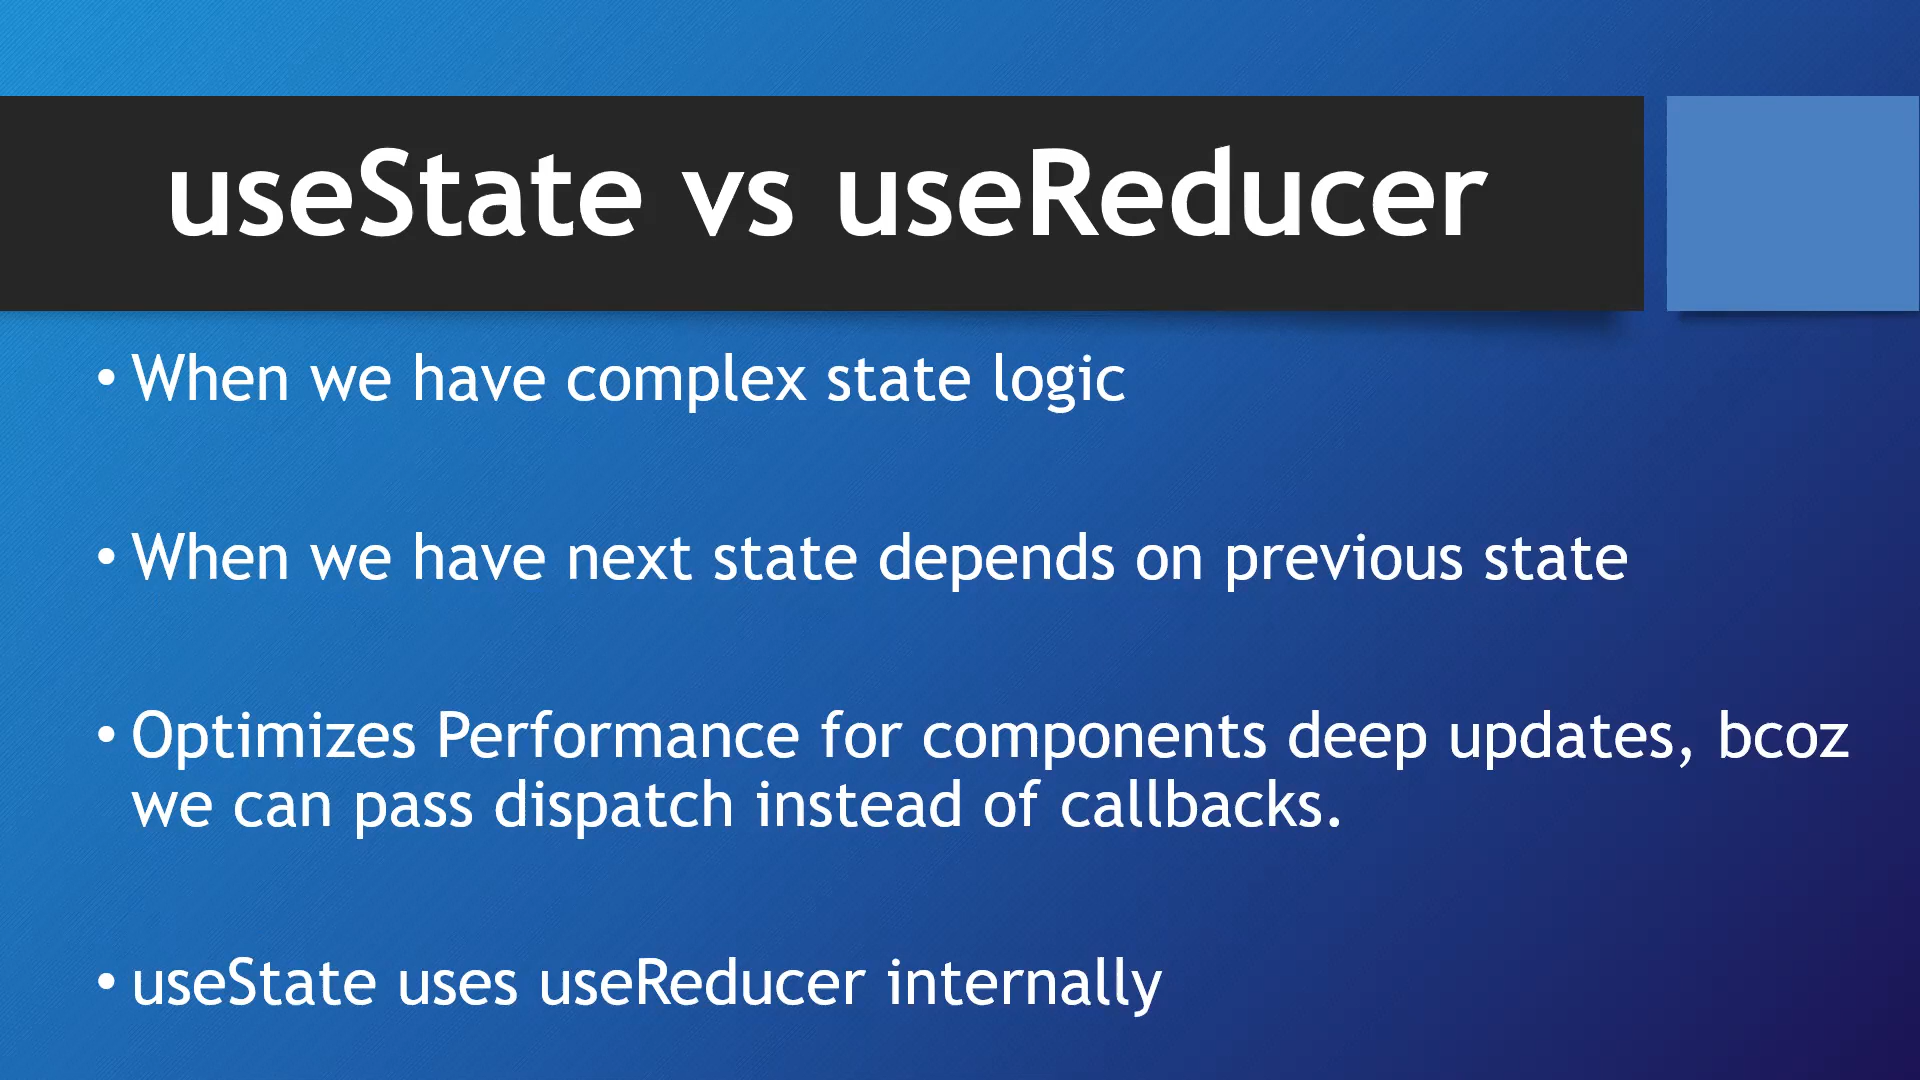 useState vs useReducer
• When we have complex state logic
• When we have next state depends on previous state
• Optimizes Performance for components deep updates, bcoz
we can pass dispatch instead of callbacks.
• useState uses useReducer internally